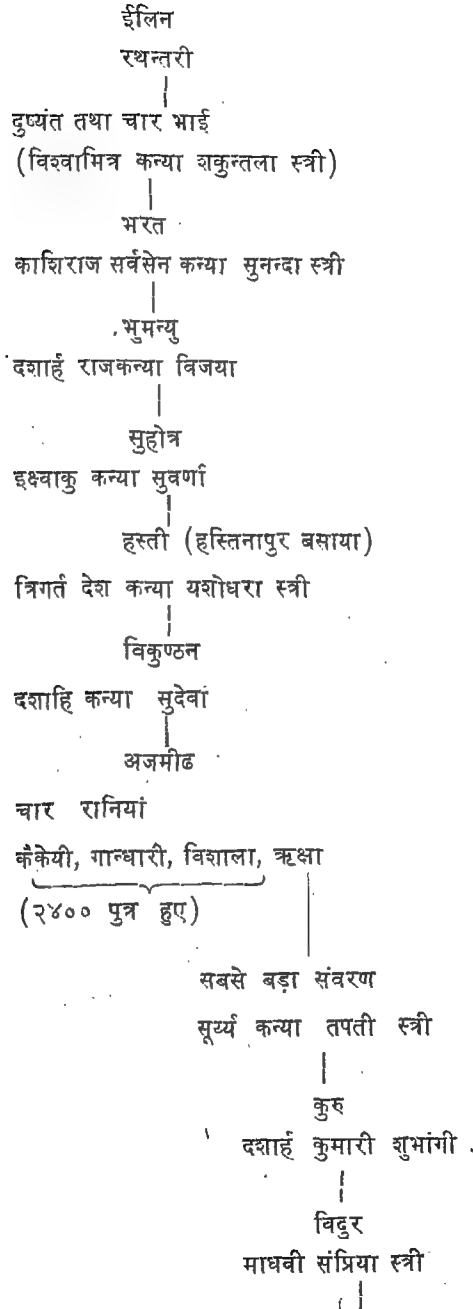 ईलिन
रथन्तरी
दुष्यंत तथा चार भाई
(विश्वामित्र कन्या शकुन्तला स्त्री)
भरत
काशिराज सर्वसेन कन्या सुनन्दा स्त्री
भुमन्यु
दशार्ह राजकन्या विजया
सुहोत्र
इक्ष्वाकु कन्या सुवर्णा
हस्ती (हस्तिनापुर बसाया)
त्रिगर्त देश कन्या यशोधरा स्त्री
विकुण्ठन
दशाहि कन्या सुदेवां
अजमीढ
चार रानियां
कैकेयी, गान्धारी, विशाला, ऋक्षा
(२४०० पुत्र हुए)
सबसे बड़ा संवरण
सूर्य्य कन्या तपती स्त्री
कुरु
दशार्ह कुमारी शुभांगी
विदुर
माधवी संप्रिया स्त्री